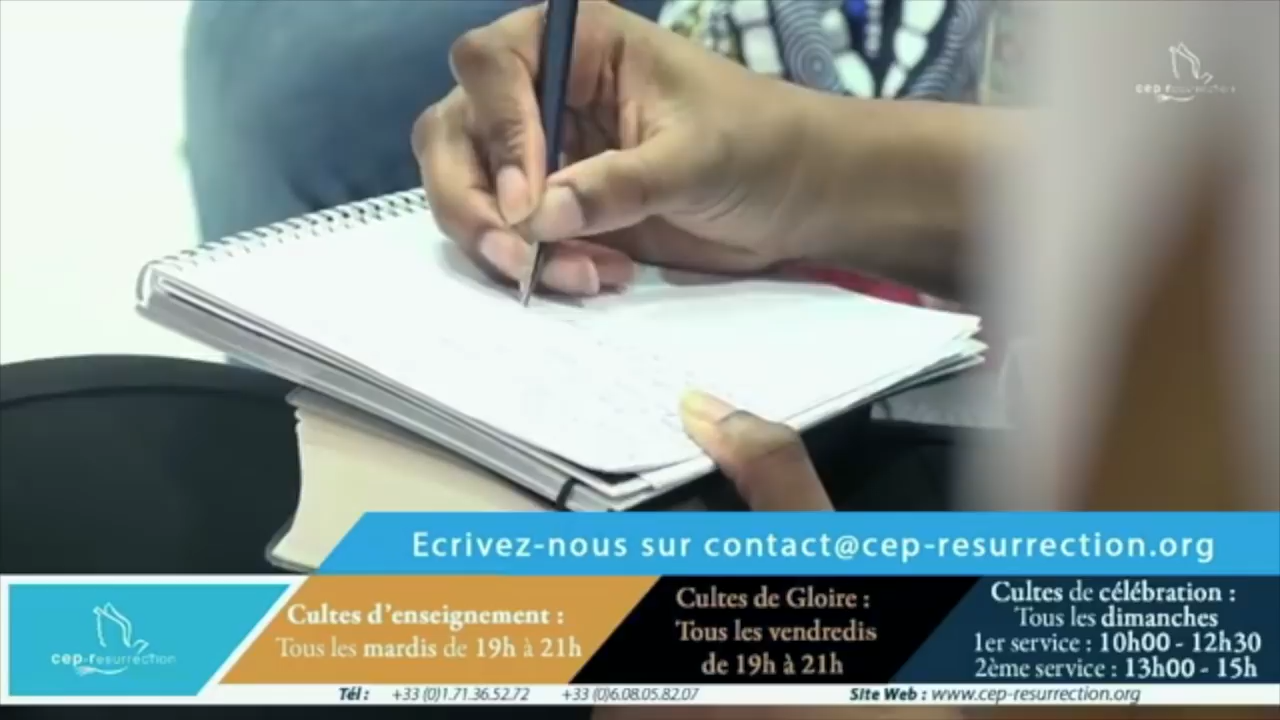 cep-resurrection
Ecrivez-nous sur contact@cep-resurrection.org
cep-resurrection
Cultes d'enseignement :
Tous les mardis de 19h à 21h
Cultes de Gloire :
Tous les vendredis
de 19h à 21h
Cultes de célébration :
Tous les dimanches
1er service : 10h00 - 12h30
2ème service : 13h00 - 15h
Tél : +33 (0)1.71.36.52.72 +33 (0)6.08.05.82.07 Site Web : www.cep-resurrection.org